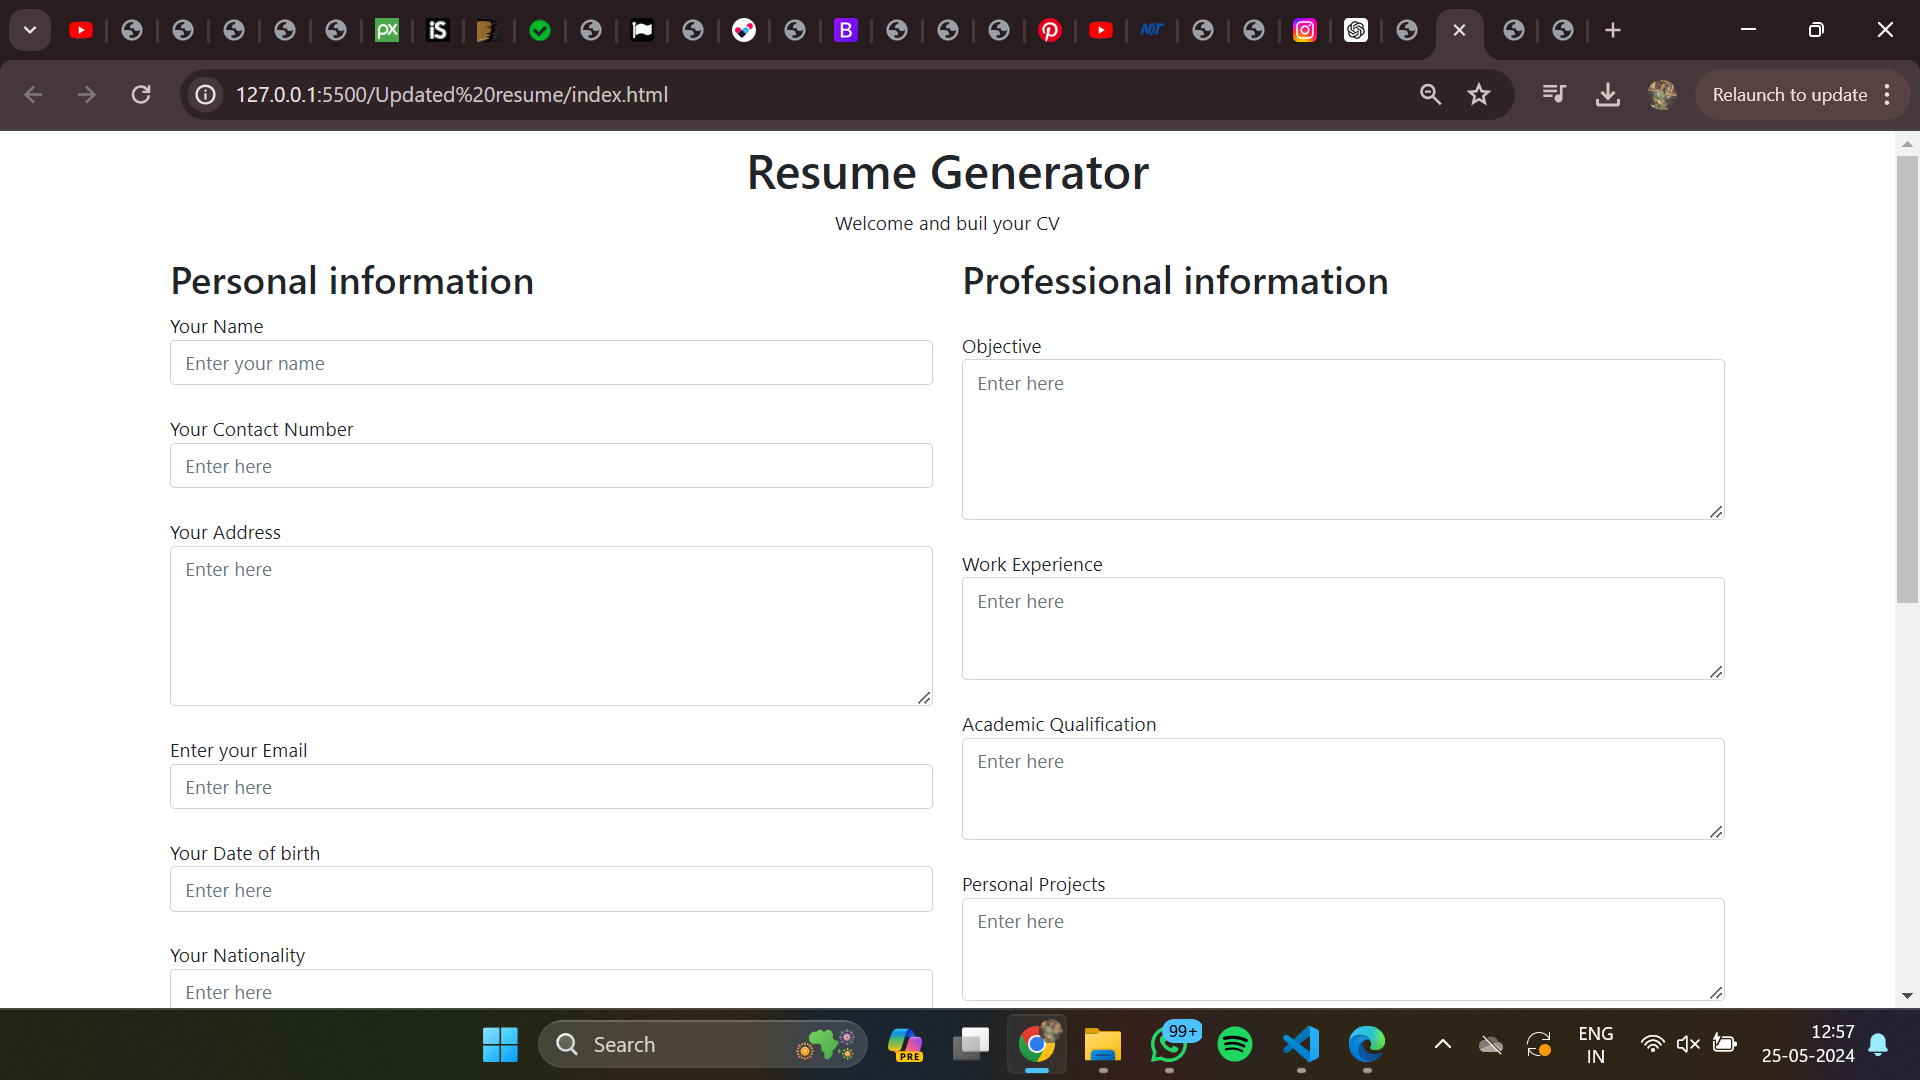 px
iS
B
NIT
127.0.0.1:5500/Updated%20resume/index.html
Relaunch to update
Resume Generator
Welcome and buil your CV
Personal information
Your Name
Enter your name
Your Contact Number
Enter here
Your Address
Enter here
Enter your Email
Enter here
Your Date of birth
Enter here
Your Nationality
Enter here
Professional information
Objective
Enter here
Work Experience
Enter here
Academic Qualification
Enter here
Personal Projects
Enter here
Search
PRE
99+
ENG
IN
12:57
25-05-2024